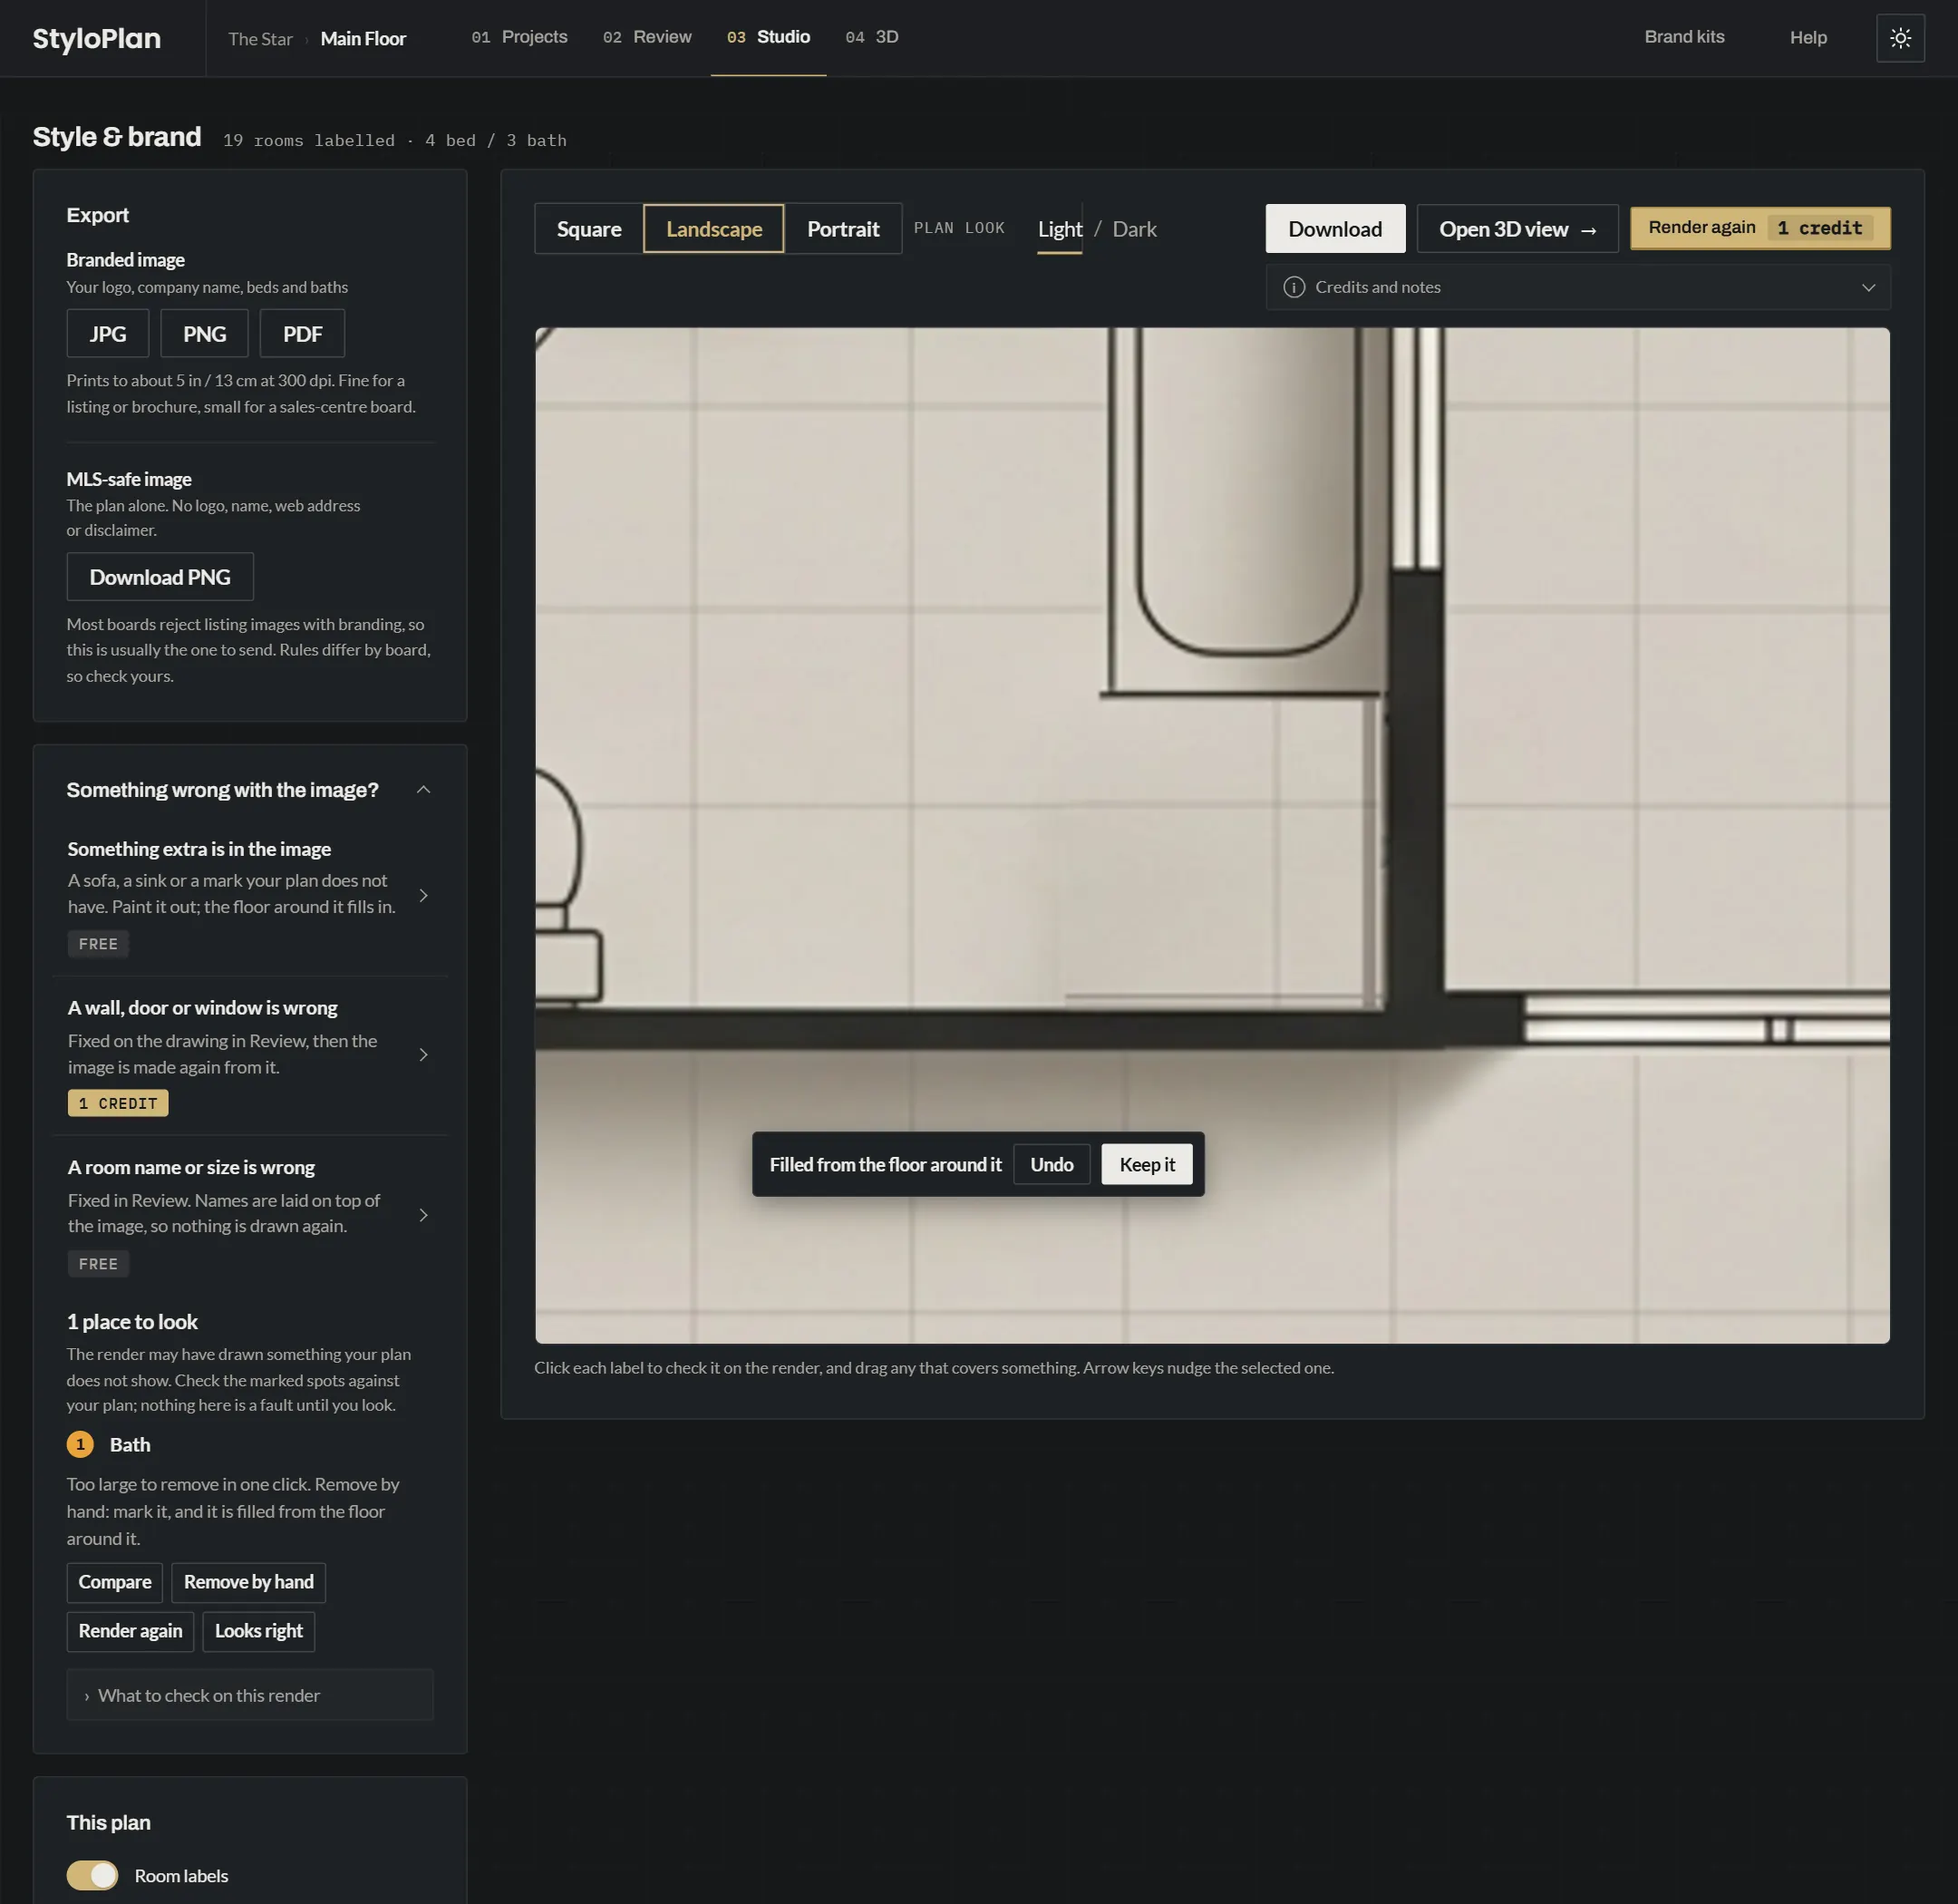 StyloPlan
The Star › Main Floor
01 Projects
02 Review
03 Studio
04 3D
Brand kits
Help
Style & brand
19 rooms labelled · 4 bed / 3 bath
Export
Branded image
Your logo, company name, beds and baths
JPG
PNG
PDF
Prints to about 5 in / 13 cm at 300 dpi. Fine for a
listing or brochure, small for a sales-centre board.
MLS-safe image
The plan alone. No logo, name, web address
or disclaimer.
Download PNG
Most boards reject listing images with branding, so
this is usually the one to send. Rules differ by board,
so check yours.
Something wrong with the image?
Something extra is in the image
A sofa, a sink or a mark your plan does not
have. Paint it out; the floor around it fills in.
FREE
A wall, door or window is wrong
Fixed on the drawing in Review, then the
image is made again from it.
1 CREDIT
A room name or size is wrong
Fixed in Review. Names are laid on top of
the image, so nothing is drawn again.
FREE
1 place to look
The render may have drawn something your plan
does not show. Check the marked spots against
your plan; nothing here is a fault until you look.
1 Bath
Too large to remove in one click. Remove by
hand: mark it, and it is filled from the floor
around it.
Compare
Remove by hand
Render again
Looks right
› What to check on this render
This plan
Room labels
Square
Landscape
Portrait
PLAN LOOK
Light / Dark
Download
Open 3D view →
Render again 1 credit
Credits and notes
Filled from the floor around it
Undo
Keep it
Click each label to check it on the render, and drag any that covers something. Arrow keys nudge the selected one.